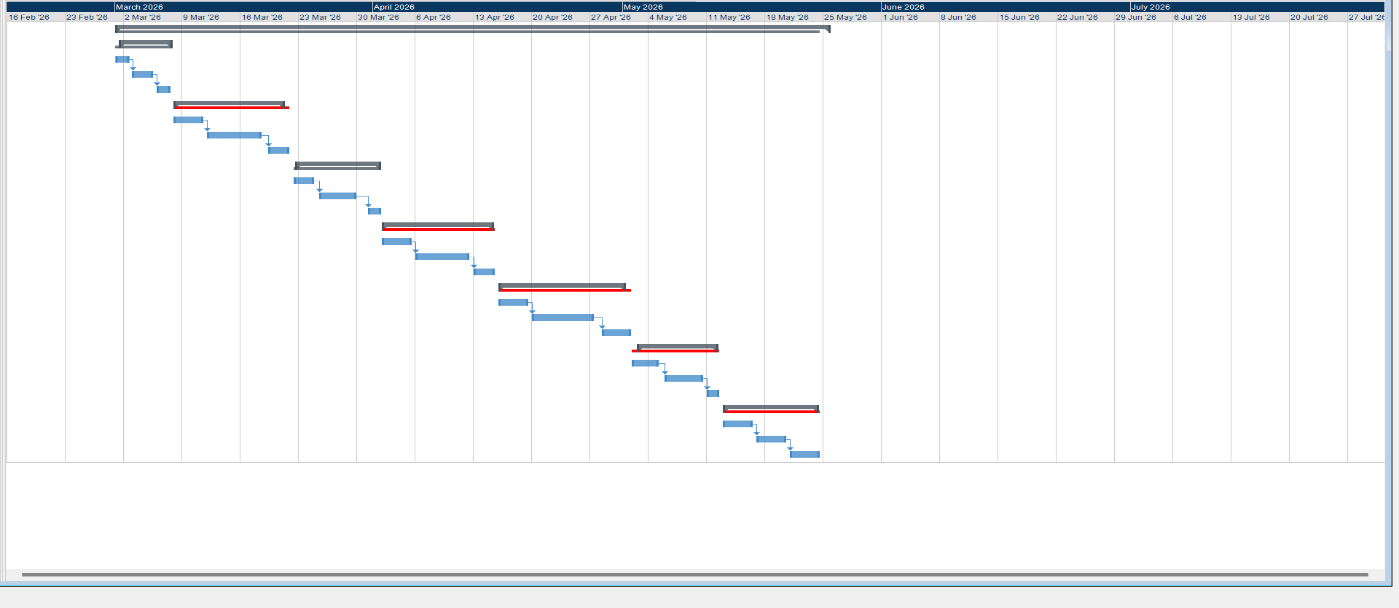 March 2026 April 2026 May 2026 June 2026 July 2026
16 Feb '26 23 Feb '26 2 Mar '26 9 Mar '26 16 Mar '26 23 Mar '26 30 Mar '26 6 Apr '26 13 Apr '26 20 Apr '26 27 Apr '26 4 May '26 11 May '26 18 May '26 25 May '26 1 Jun '26 8 Jun '26 15 Jun '26 22 Jun '26 29 Jun '26 6 Jul '26 13 Jul '26 20 Jul '26 27 Jul '26